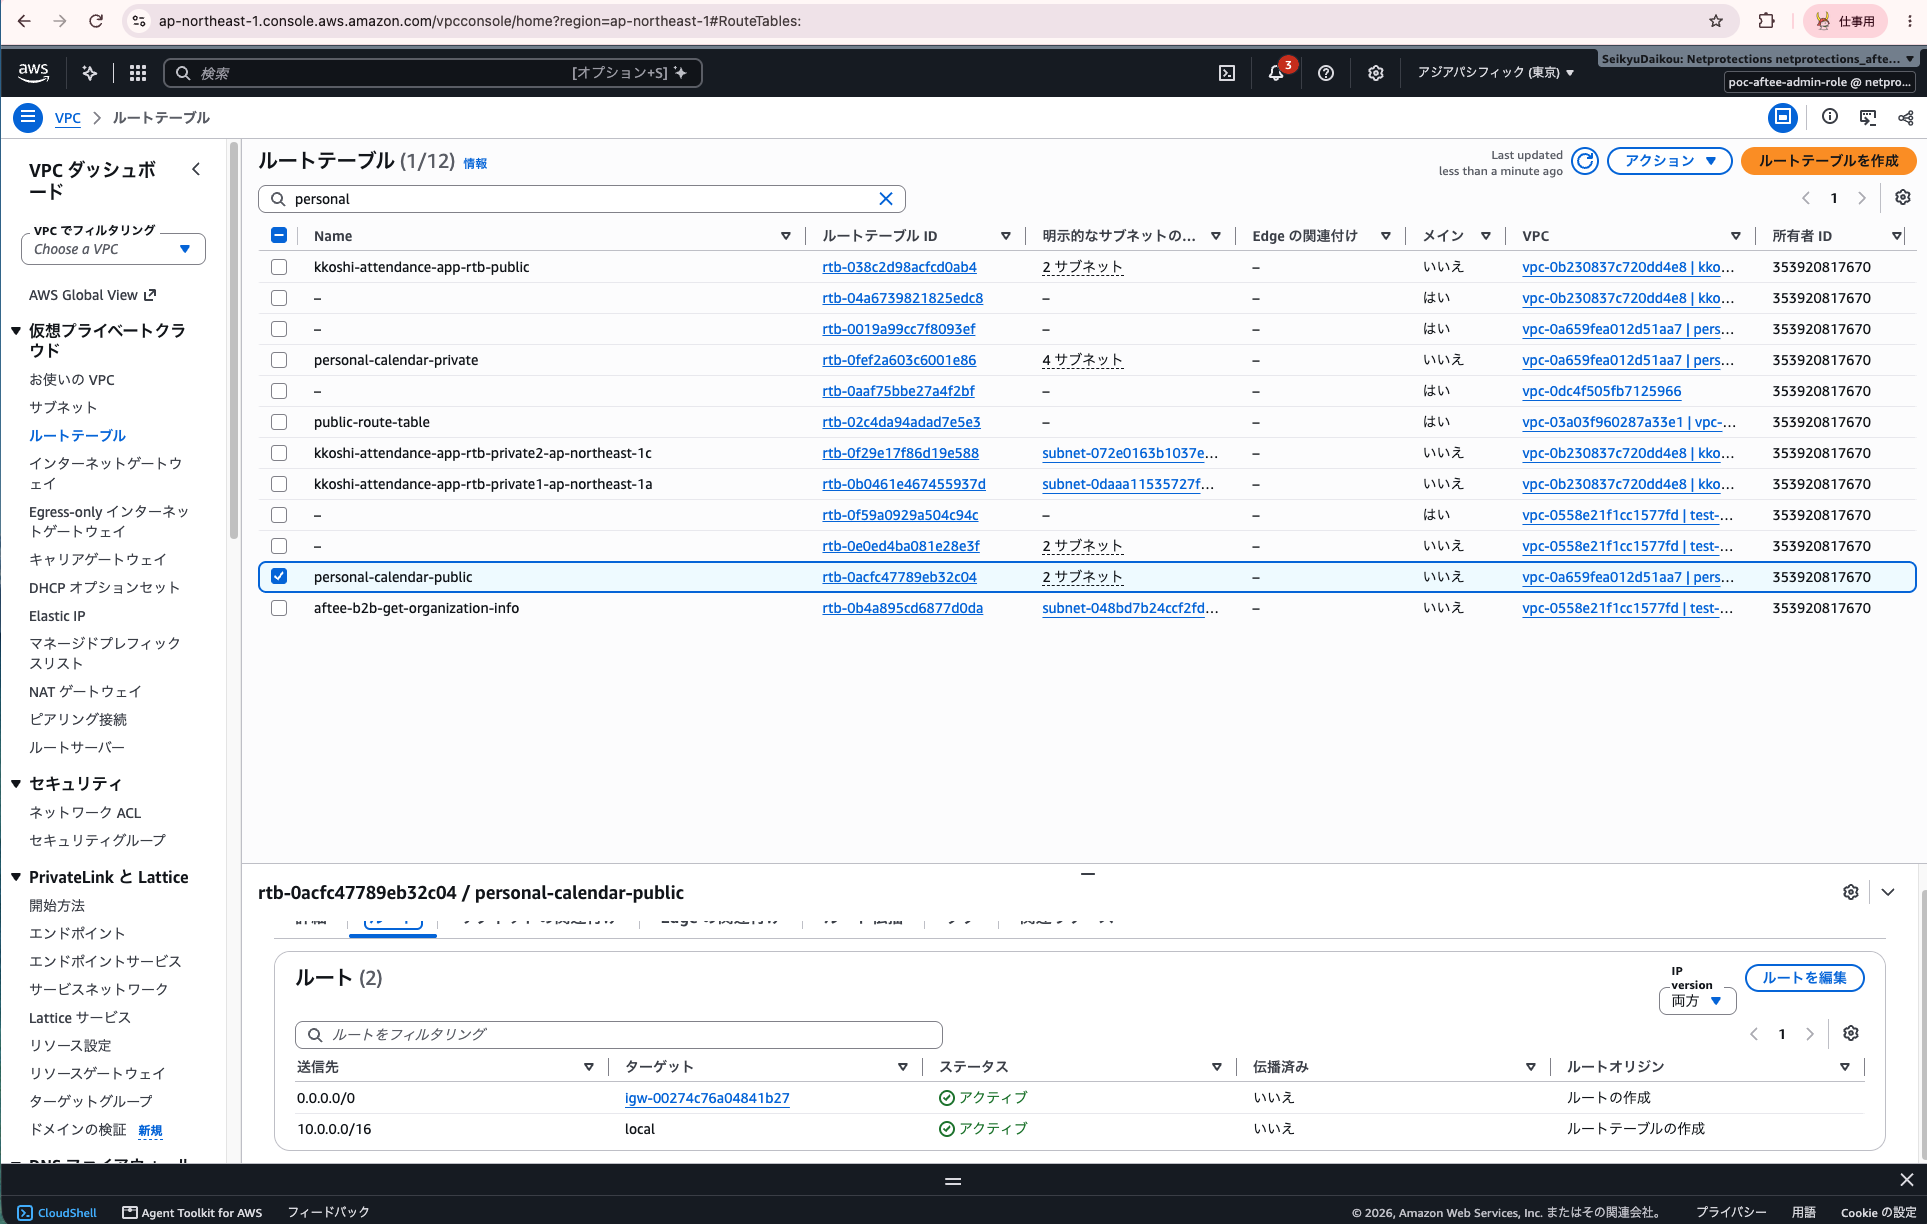 ap-northeast-1.console.aws.amazon.com/vpcconsole/home?region=ap-northeast-1#RouteTables:
仕事用
aws
検索
[オプション+S]
3
アジアパシフィック (東京)
SeikyuDaikou: Netprotections netprotections_afte...
poc-aftee-admin-role @ netpro...
VPC
ルートテーブル
VPC ダッシュボ
ード
VPC でフィルタリング
Choose a VPC
AWS Global View
仮想プライベートクラ
ウド
お使いの VPC
サブネット
ルートテーブル
インターネットゲートウ
ェイ
Egress-only インターネッ
トゲートウェイ
キャリアゲートウェイ
DHCP オプションセット
Elastic IP
マネージドプレフィック
スリスト
NAT ゲートウェイ
ピアリング接続
ルートサーバー
セキュリティ
ネットワーク ACL
セキュリティグループ
PrivateLink と Lattice
開始方法
エンドポイント
エンドポイントサービス
サービスネットワーク
Lattice サービス
リソース設定
リソースゲートウェイ
ターゲットグループ
ドメインの検証 新規
ルートテーブル (1/12) 情報
Last updated
less than a minute ago
アクション
ルートテーブルを作成
personal
1
Name ルートテーブル ID 明示的なサブネットの... Edge の関連付け メイン VPC 所有者 ID
kkoshi-attendance-app-rtb-public rtb-038c2d98acfcd0ab4 2 サブネット – いいえ vpc-0b230837c720dd4e8 | kko... 353920817670
– rtb-04a6739821825edc8 – – はい vpc-0b230837c720dd4e8 | kko... 353920817670
– rtb-0019a99cc7f8093ef – – はい vpc-0a659fea012d51aa7 | pers... 353920817670
personal-calendar-private rtb-0fef2a603c6001e86 4 サブネット – いいえ vpc-0a659fea012d51aa7 | pers... 353920817670
– rtb-0aaf75bbe27a4f2bf – – はい vpc-0dc4f505fb7125966 353920817670
public-route-table rtb-02c4da94adad7e5e3 – – はい vpc-03a03f960287a33e1 | vpc-... 353920817670
kkoshi-attendance-app-rtb-private2-ap-northeast-1c rtb-0f29e17f86d19e588 subnet-072e0163b1037e... – いいえ vpc-0b230837c720dd4e8 | kko... 353920817670
kkoshi-attendance-app-rtb-private1-ap-northeast-1a rtb-0b0461e467455937d subnet-0daaa11535727f... – いいえ vpc-0b230837c720dd4e8 | kko... 353920817670
– rtb-0f59a0929a504c94c – – はい vpc-0558e21f1cc1577fd | test-... 353920817670
– rtb-0e0ed4ba081e28e3f 2 サブネット – いいえ vpc-0558e21f1cc1577fd | test-... 353920817670
personal-calendar-public rtb-0acfc47789eb32c04 2 サブネット – いいえ vpc-0a659fea012d51aa7 | pers... 353920817670
aftee-b2b-get-organization-info rtb-0b4a895cd6877d0da subnet-048bd7b24ccf2fd... – いいえ vpc-0558e21f1cc1577fd | test-... 353920817670
rtb-0acfc47789eb32c04 / personal-calendar-public
ルート (2)
IP
version
両方
ルートを編集
ルートをフィルタリング
1
送信先 ターゲット ステータス 伝播済み ルートオリジン
0.0.0.0/0 igw-00274c76a04841b27 アクティブ いいえ ルートの作成
10.0.0.0/16 local アクティブ いいえ ルートテーブルの作成
CloudShell
Agent Toolkit for AWS
フィードバック
© 2026, Amazon Web Services, Inc. またはその関連会社。
プライバシー
用語
Cookie の設定